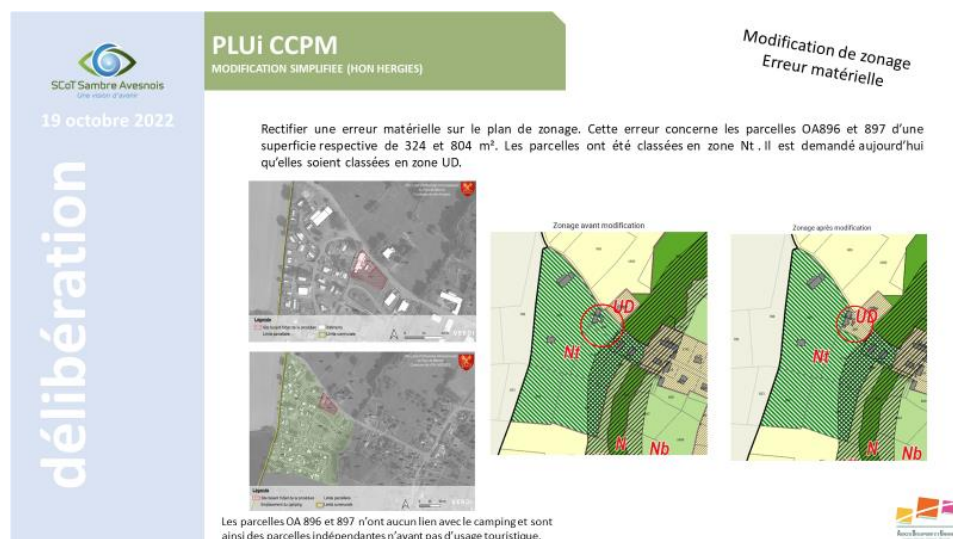 PLUi CCPM
MODIFICATION SIMPLIFIEE (HON HERGIES)
Modification de zonage
Erreur matérielle
SCoT Sambre Avesnois
Une vision d'avenir
19 octobre 2022
délibération
Rectifier une erreur matérielle sur le plan de zonage. Cette erreur concerne les parcelles OA896 et 897 d'une
superficie respective de 324 et 804 m². Les parcelles ont été classées en zone Nt . Il est demandé aujourd'hui
qu'elles soient classées en zone UD.
Légende
Légende
Zonage avant modification
UD
Nt
N
Nb
Zonage après modification
UD
Nt
N
Nb
Les parcelles OA 896 et 897 n'ont aucun lien avec le camping et sont
ainsi des parcelles indépendantes n'ayant pas d'usage touristique.